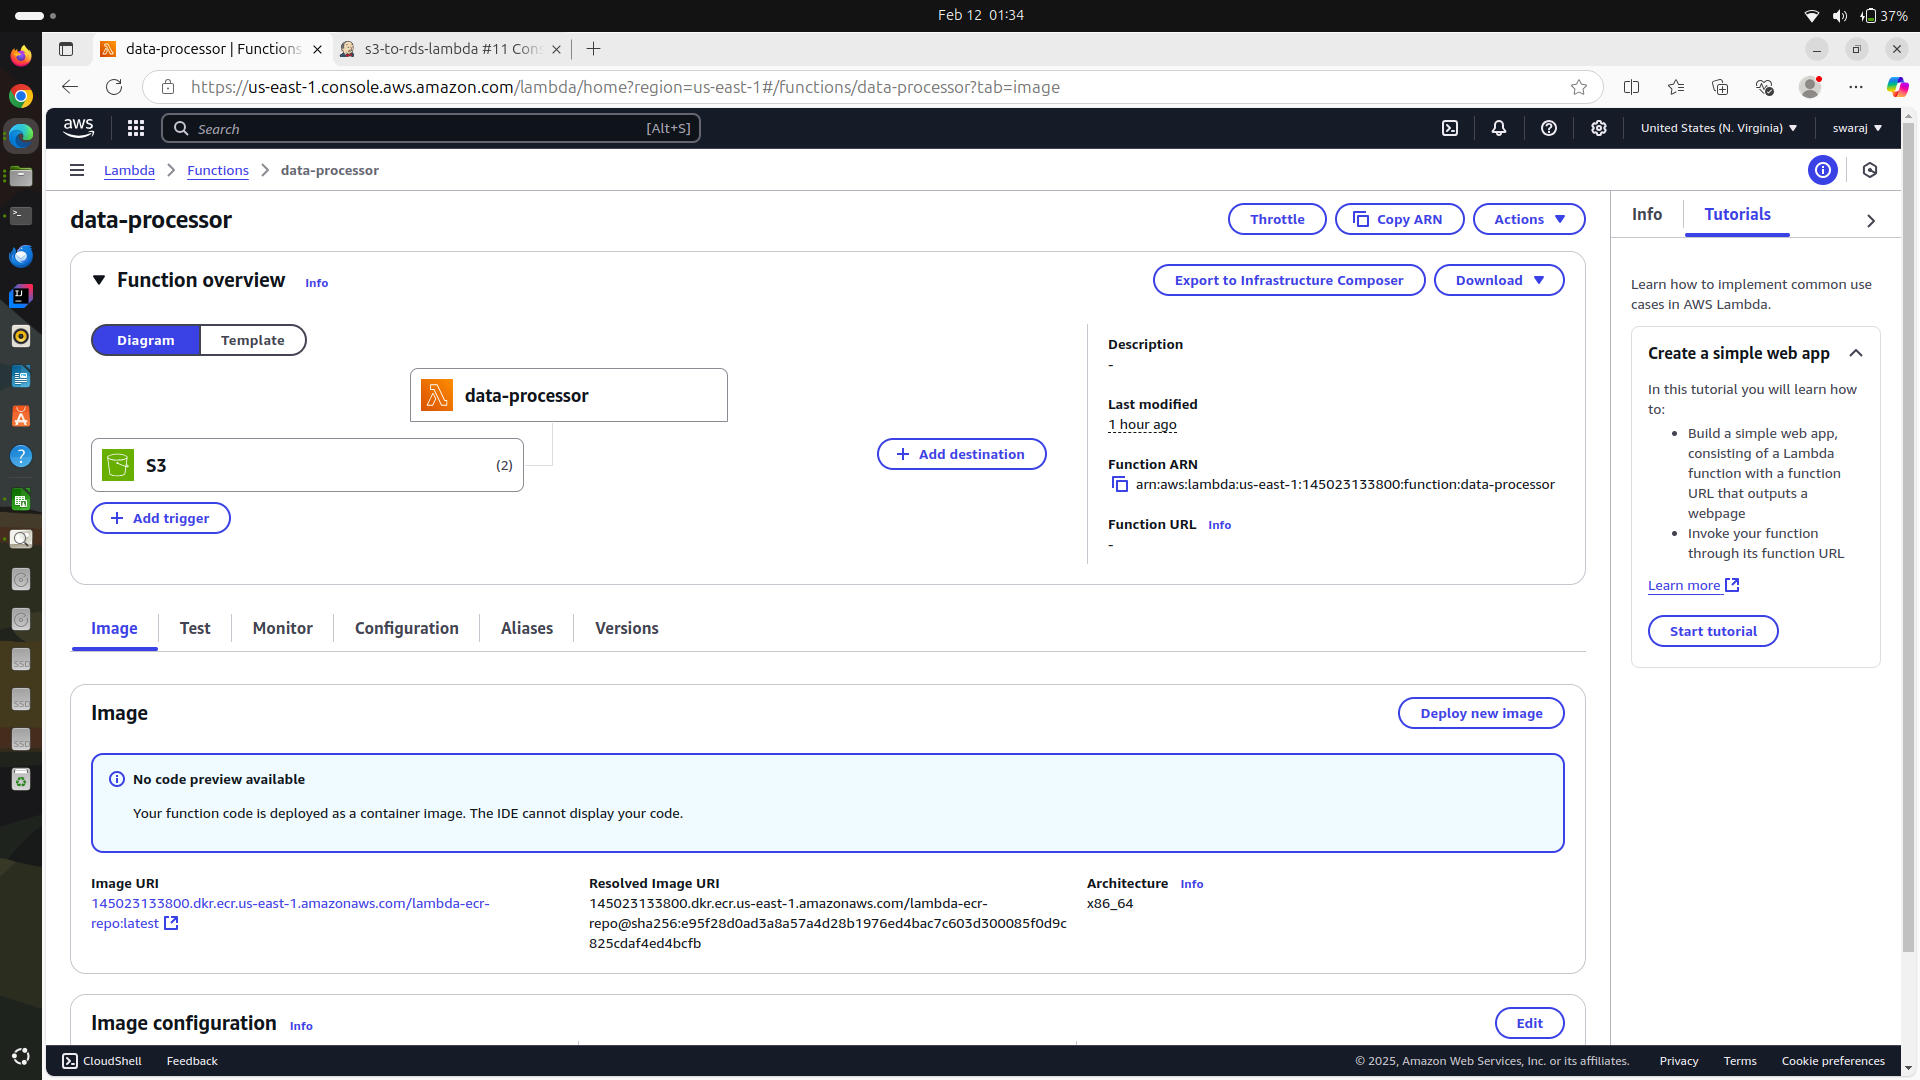 Feb 12 01:34
37%
data-processor | Functions
s3-to-rds-lambda #11 Con
https://us-east-1.console.aws.amazon.com/lambda/home?region=us-east-1#/functions/data-processor?tab=image
aws
Search
[Alt+S]
United States (N. Virginia)
swaraj
Lambda
Functions
data-processor
data-processor
Throttle
Copy ARN
Actions
Info
Tutorials
Function overview
Info
Export to Infrastructure Composer
Download
Diagram
Template
data-processor
S3
(2)
Add trigger
Add destination
Description
-
Last modified
1 hour ago
Function ARN
arn:aws:lambda:us-east-1:145023133800:function:data-processor
Function URL Info
-
Learn how to implement common use
cases in AWS Lambda.
Create a simple web app
In this tutorial you will learn how
to:
• Build a simple web app,
consisting of a Lambda
function with a function
URL that outputs a
webpage
• Invoke your function
through its function URL
Learn more
Start tutorial
Image
Test
Monitor
Configuration
Aliases
Versions
Image
Deploy new image
No code preview available
Your function code is deployed as a container image. The IDE cannot display your code.
Image URI
145023133800.dkr.ecr.us-east-1.amazonaws.com/lambda-ecr-
repo:latest
Resolved Image URI
145023133800.dkr.ecr.us-east-1.amazonaws.com/lambda-ecr-
repo@sha256:e95f28d0ad3a8a57a4d28b1976ed4bac7c603d300085f0d9c
825cdaf4ed4bcfb
Architecture Info
x86_64
Image configuration Info
Edit
CloudShell
Feedback
© 2025, Amazon Web Services, Inc. or its affiliates.
Privacy
Terms
Cookie preferences